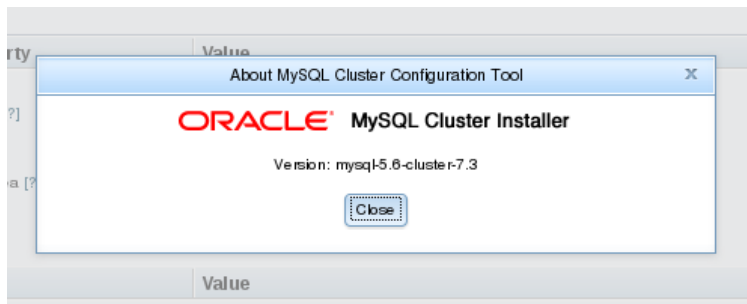 rty Value
About MySQL Cluster Configuration Tool x
ORACLE® MySQL Cluster Installer
?]
Version: mysql-5.6-cluster-7.3
ea [?
Close
Value